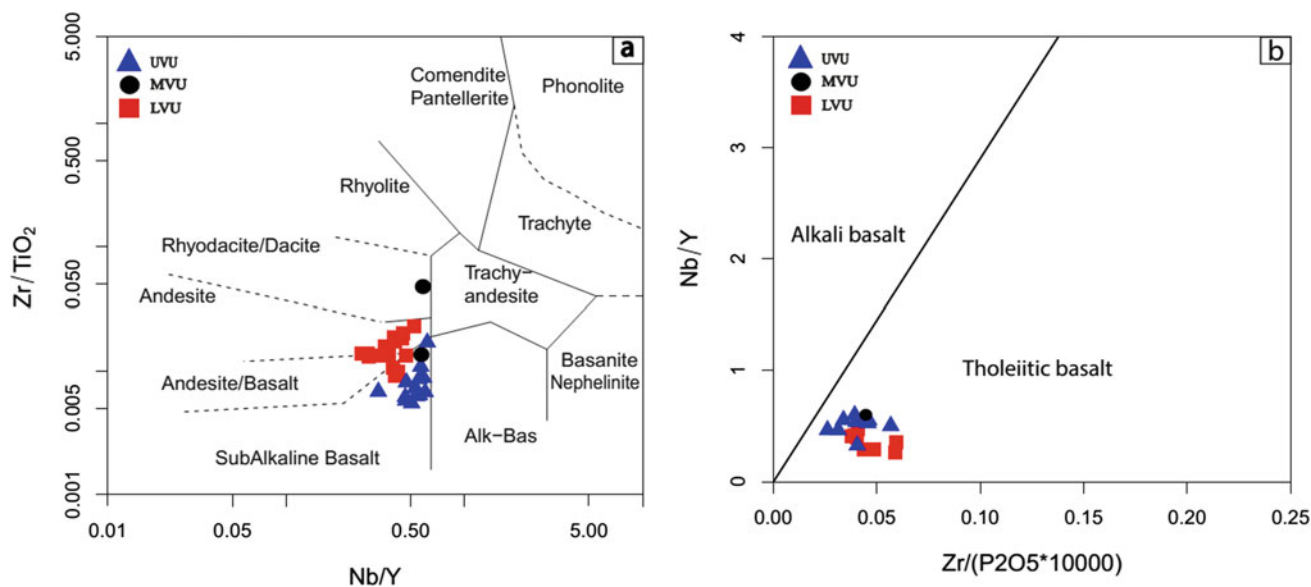 a
UVU
MVU
LVU
Comendite
Pantellerite
Phonolite
Rhyolite
Trachyte
Rhyodacite/Dacite
Trachy-
andesite
Andesite
Basanite
Nephelinite
Andesite/Basalt
Alk-Bas
SubAlkaline Basalt
Zr/TiO2
5.000
0.500
0.050
0.005
0.001
0.01
0.05
0.50
5.00
Nb/Y
b
UVU
MVU
LVU
Alkali basalt
Tholeiitic basalt
Nb/Y
4
3
2
1
0
0.00
0.05
0.10
0.15
0.20
0.25
Zr/(P2O5*10000)